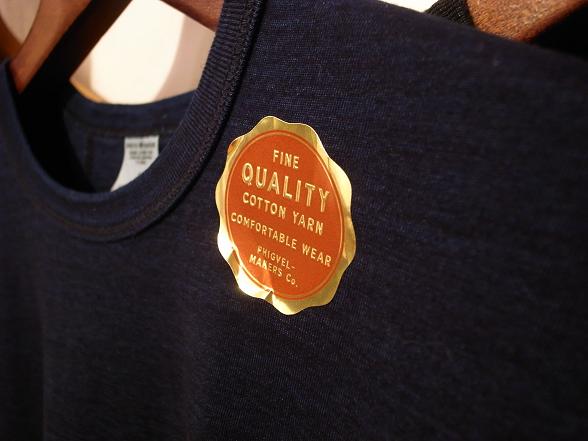 FINE
QUALITY
COTTON YARN
COMFORTABLE WEAR
PHIGVEL-
MAKERS Co.